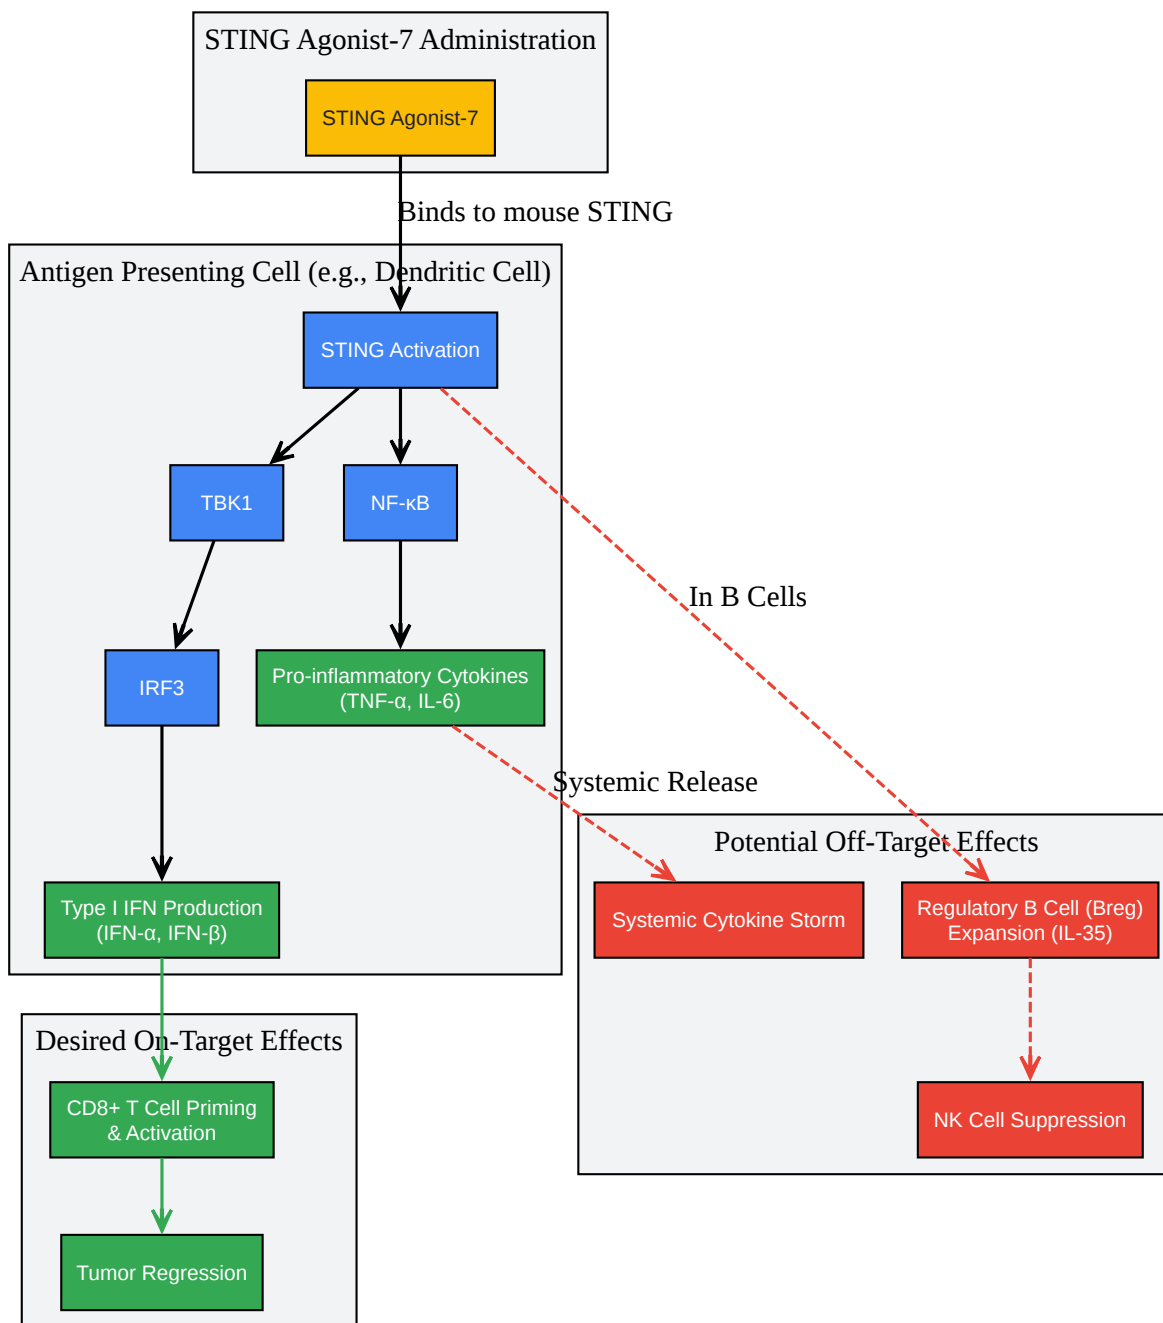 STING Agonist-7 Administration
STING Agonist-7
Binds to mouse STING
Antigen Presenting Cell (e.g., Dendritic Cell)
STING Activation
TBK1
NF-κB
In B Cells
IRF3
Pro-inflammatory Cytokines
(TNF-α, IL-6)
Systemic Release
Potential Off-Target Effects
Type I IFN Production
(IFN-α, IFN-β)
Systemic Cytokine Storm
Regulatory B Cell (Breg)
Expansion (IL-35)
Desired On-Target Effects
CD8+ T Cell Priming
& Activation
NK Cell Suppression
Tumor Regression